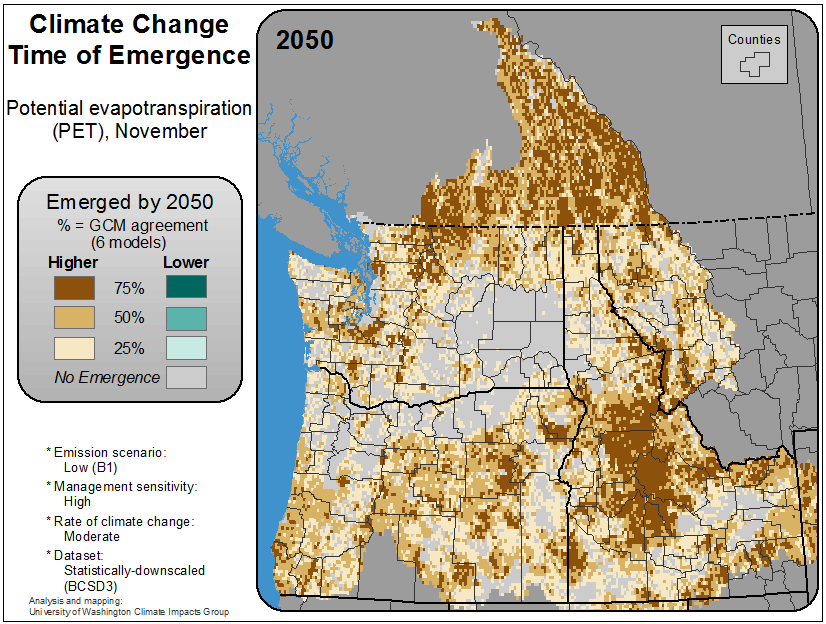 Climate Change
Time of Emergence
Potential evapotranspiration
(PET), November
Emerged by 2050
% = GCM agreement
(6 models)
Higher Lower
75%
50%
25%
No Emergence
* Emission scenario:
Low (B1)
* Management sensitivity:
High
* Rate of climate change:
Moderate
* Dataset:
Statistically-downscaled
(BCSD3)
Analysis and mapping:
University of Washington Climate Impacts Group
2050
Counties